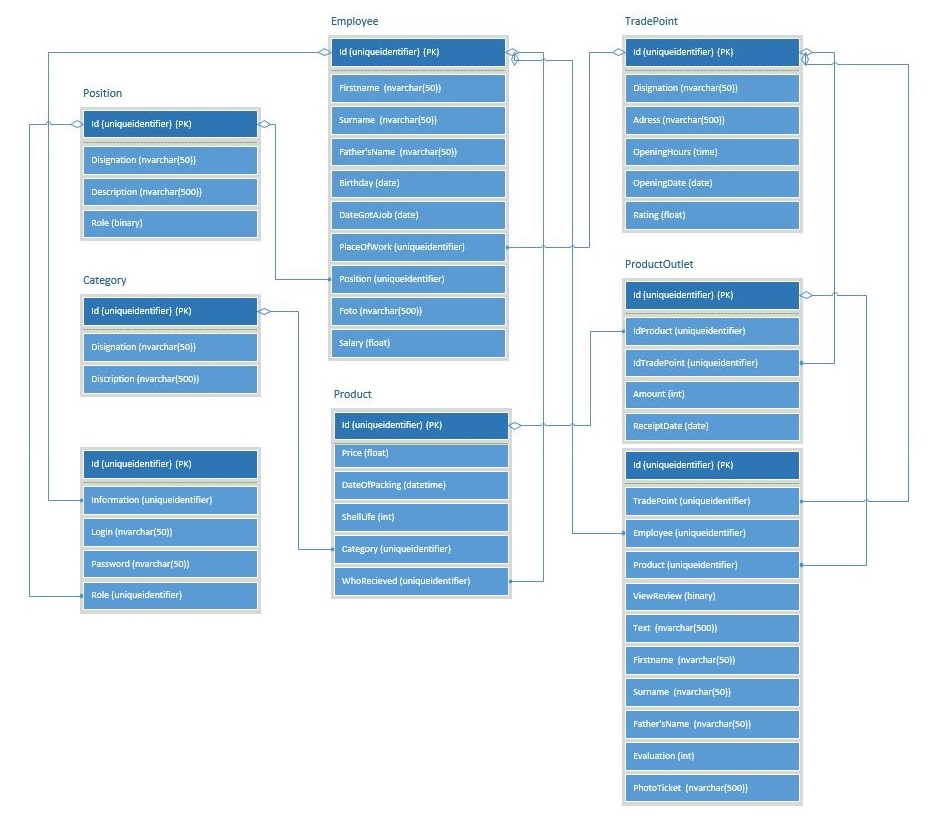 Employee
Id (uniqueidentifier) {PK}
Firstname (nvarchar(50))
Surname (nvarchar(50))
Father'sName (nvarchar(50))
Birthday (date)
DateGotAJob (date)
PlaceOfWork (uniqueidentifier)
Position (uniqueidentifier)
Foto (nvarchar(500))
Salary (float)
TradePoint
Id (uniqueidentifier) {PK}
Disignation (nvarchar(50))
Adress (nvarchar(500))
OpeningHours (time)
OpeningDate (date)
Rating (float)
Position
Id (uniqueidentifier) {PK}
Disignation (nvarchar(50))
Description (nvarchar(500))
Role (binary)
Category
Id (uniqueidentifier) {PK}
Disignation (nvarchar(50))
Discription (nvarchar(500))
ProductOutlet
Id (uniqueidentifier) {PK}
IdProduct (uniqueidentifier)
IdTradePoint (uniqueidentifier)
Amount (int)
ReceiptDate (date)
Product
Id (uniqueidentifier) {PK}
Price (float)
DateOfPacking (datetime)
ShellLife (int)
Category (uniqueidentifier)
WhoRecieved (uniqueidentifier)
Id (uniqueidentifier) {PK}
Information (uniqueidentifier)
Login (nvarchar(50))
Password (nvarchar(50))
Role (uniqueidentifier)
Id (uniqueidentifier) {PK}
TradePoint (uniqueidentifier)
Employee (uniqueidentifier)
Product (uniqueidentifier)
ViewReview (binary)
Text (nvarchar(500))
Firstname (nvarchar(50))
Surname (nvarchar(50))
Father'sName (nvarchar(50))
Evaluation (int)
PhotoTicket (nvarchar(500))